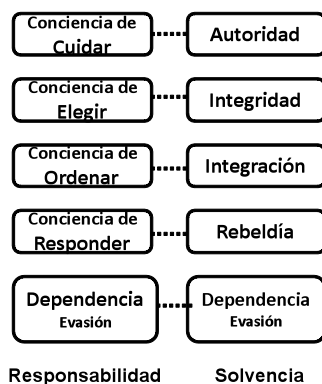 Conciencia de
Cuidar
Autoridad
Conciencia de
Elegir
Integridad
Conciencia de
Ordenar
Integración
Conciencia de
Responder
Rebeldía
Dependencia
Evasión
Dependencia
Evasión
Responsabilidad
Solvencia